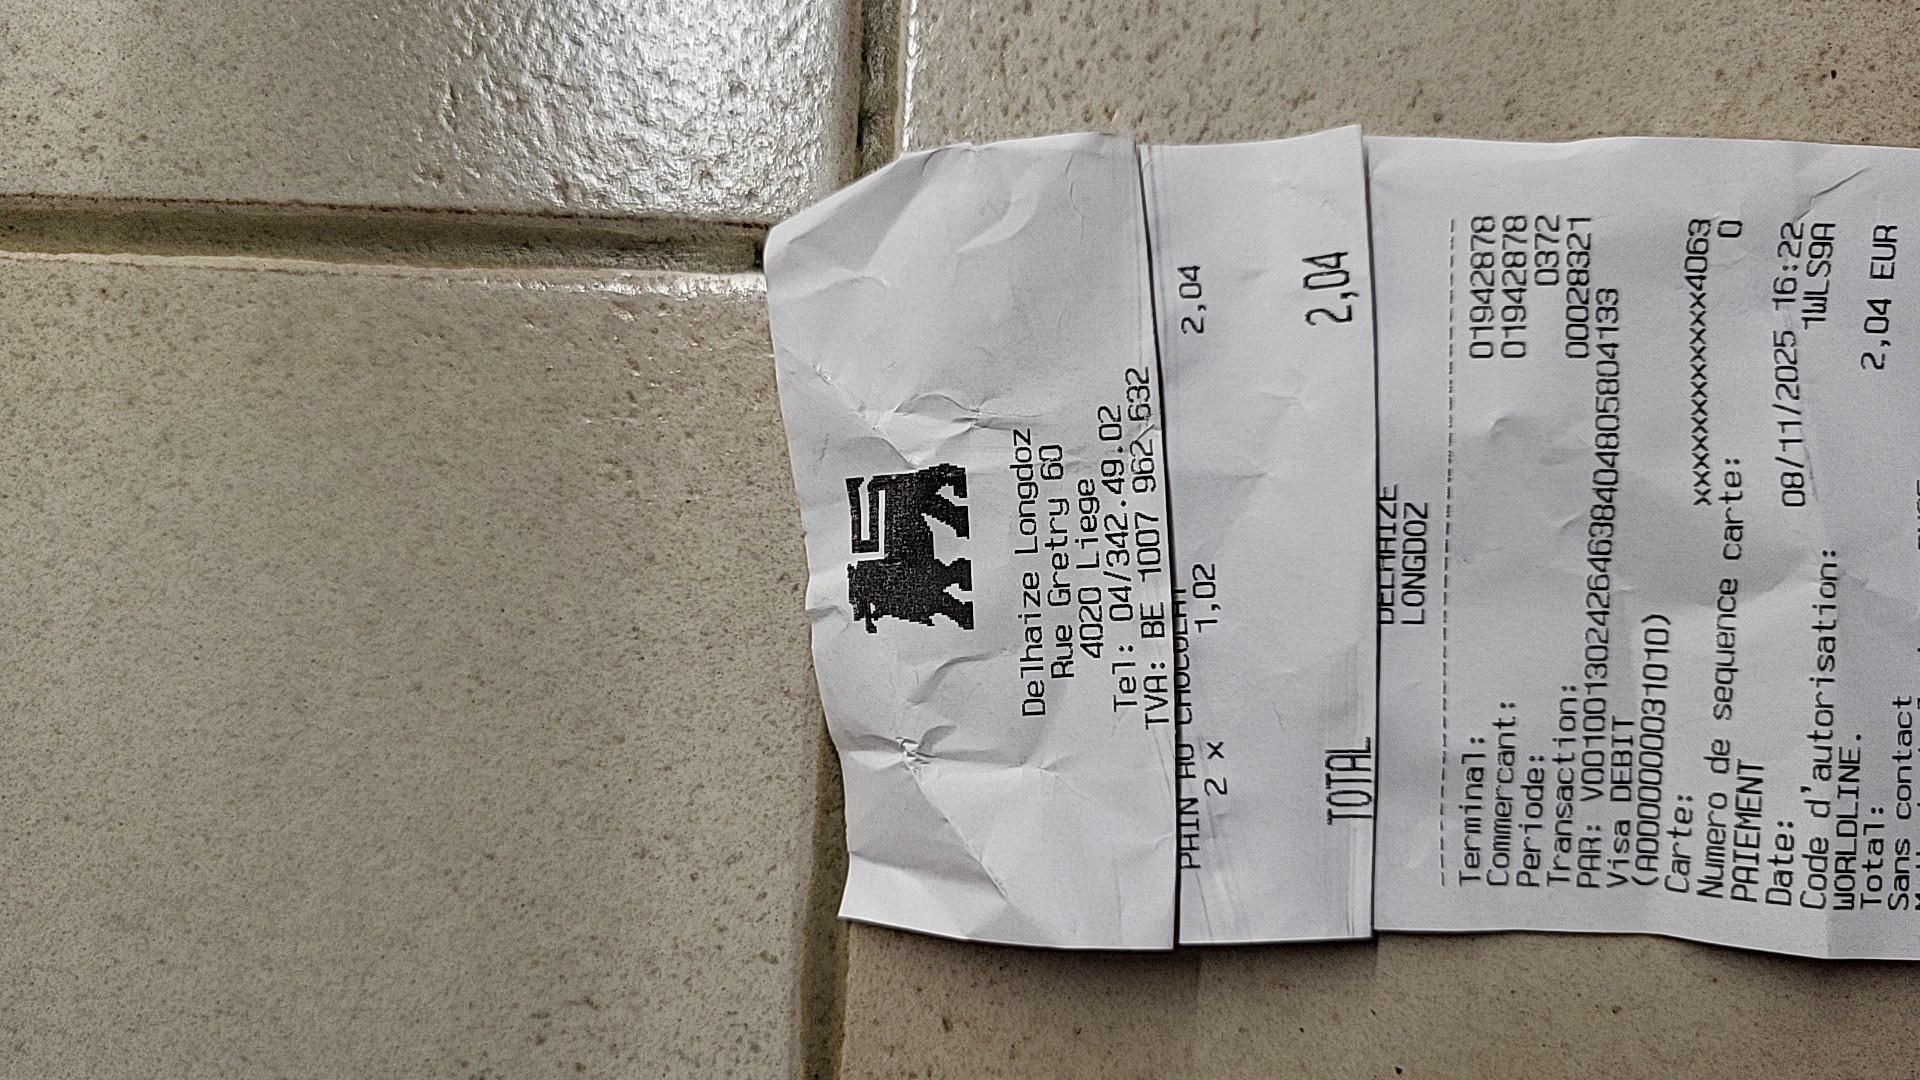 Delhaize Longdoz
Rue Gretry 60
4020 Liege
Tel: 04/342.49.02
TVA: BE 1007 962 632
PAIN AU CHOCOLAT
2 x 1,02 2,04
TOTAL 2,04
DELHAIZE
LONGDOZ
Terminal: 01942878
Commercant: 01942878
Periode: 0372
Transaction: 00028321
PAR: V0010013024264638404805804133
Visa DEBIT
(A0000000031010)
Carte: xxxxxxxxxxxx4063
Numero de sequence carte: 0
PAIEMENT
Date: 08/11/2025 16:22
Code d'autorisation: 1WLS9A
WORLDLINE.
Total: 2,04 EUR
Sans contact